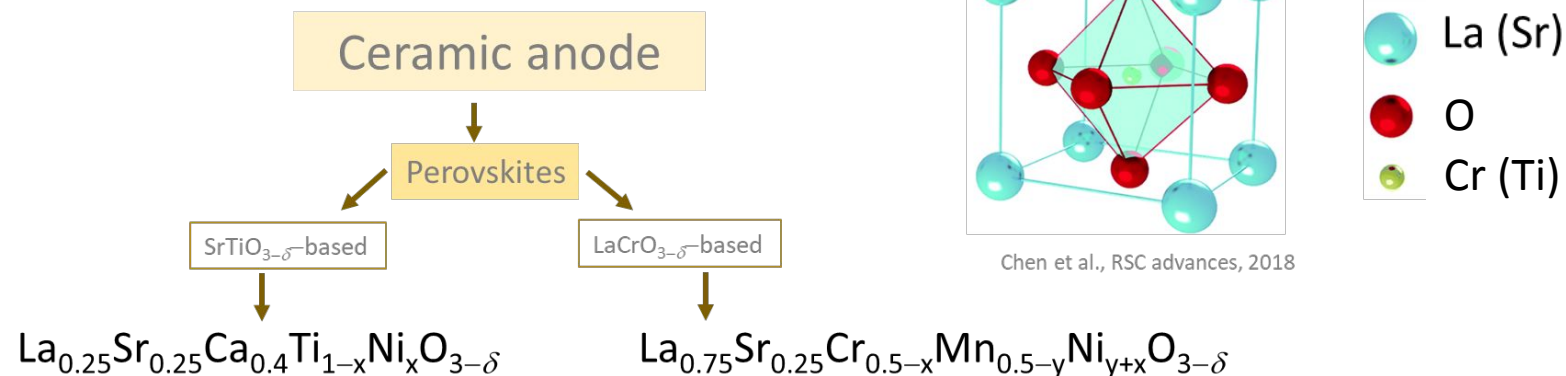 Ceramic anode
Perovskites
SrTiO₃₋δ–based
LaCrO₃₋δ–based
La₀.₂₅Sr₀.₂₅Ca₀.₄Ti₁₋ₓNiₓO₃₋δ
La₀.₇₅Sr₀.₂₅Cr₀.₅₋ₓMn₀.₅₋yNiy₊ₓO₃₋δ
La (Sr)
O
Cr (Ti)
Chen et al., RSC advances, 2018